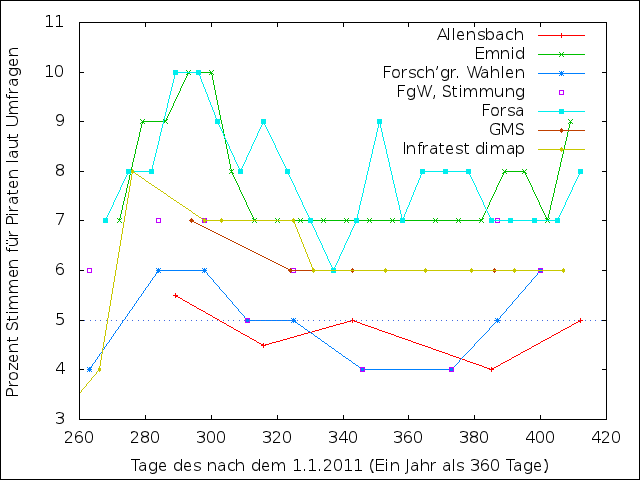 11
10
9
8
7
6
5
4
3
260 280 300 320 340 360 380 400 420
Prozent Stimmen für Piraten laut Umfragen
Tage des nach dem 1.1.2011 (Ein Jahr als 360 Tage)
Allensbach
Emnid
Forsch'gr. Wahlen
FgW, Stimmung
Forsa
GMS
Infratest dimap